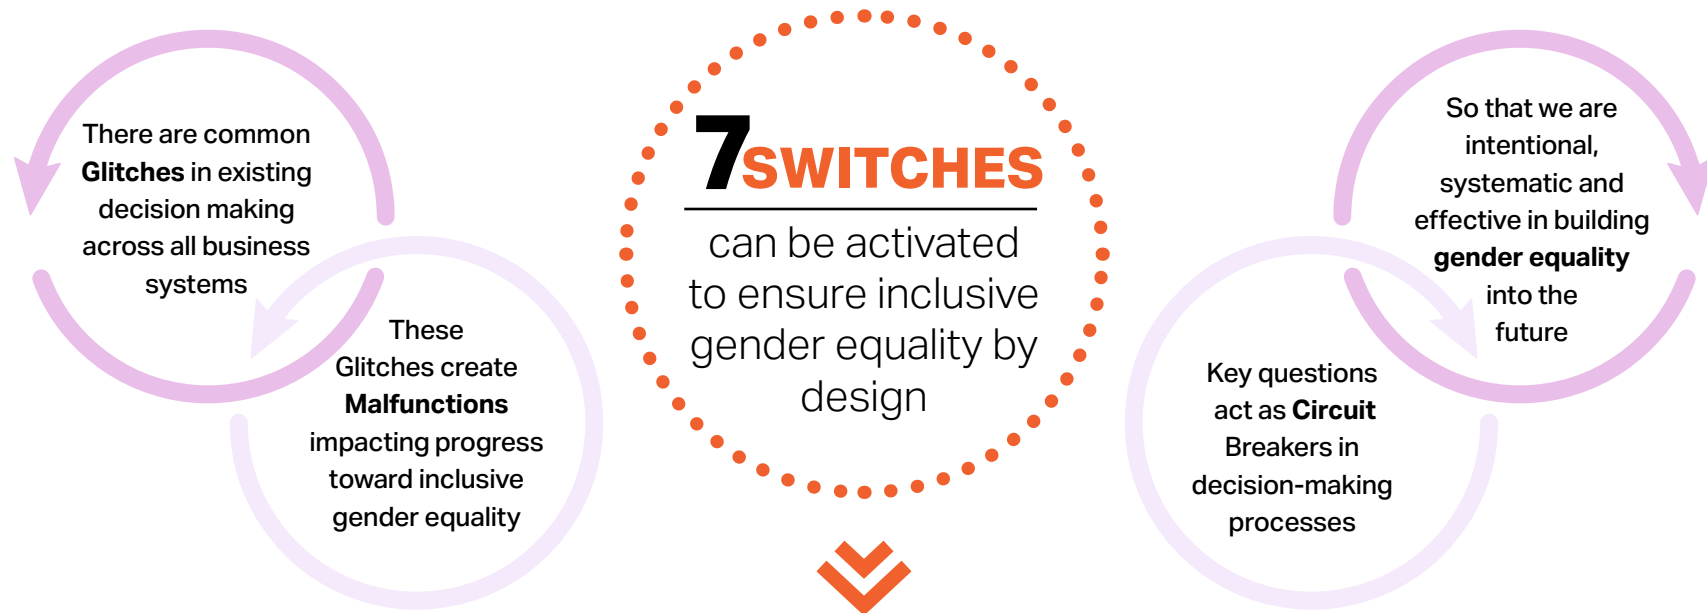 There are common
Glitches in existing
decision making
across all business
systems
These
Glitches create
Malfunctions
impacting progress
toward inclusive
gender equality
7SWITCHES
can be activated
to ensure inclusive
gender equality by
design
Key questions
act as Circuit
Breakers in
decision-making
processes
So that we are
intentional,
systematic and
effective in building
gender equality
into the
future